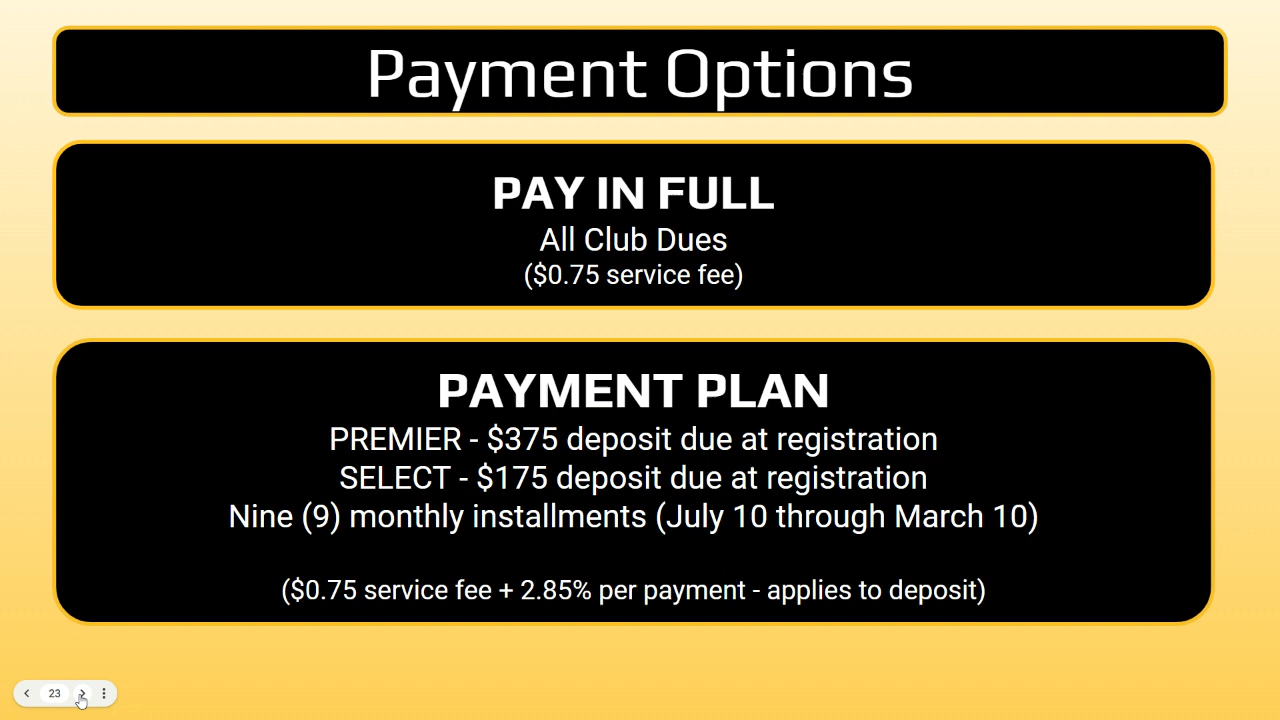 Payment Options
PAY IN FULL
All Club Dues
($0.75 service fee)
PAYMENT PLAN
PREMIER - $375 deposit due at registration
SELECT - $175 deposit due at registration
Nine (9) monthly installments (July 10 through March 10)
($0.75 service fee + 2.85% per payment - applies to deposit)
23